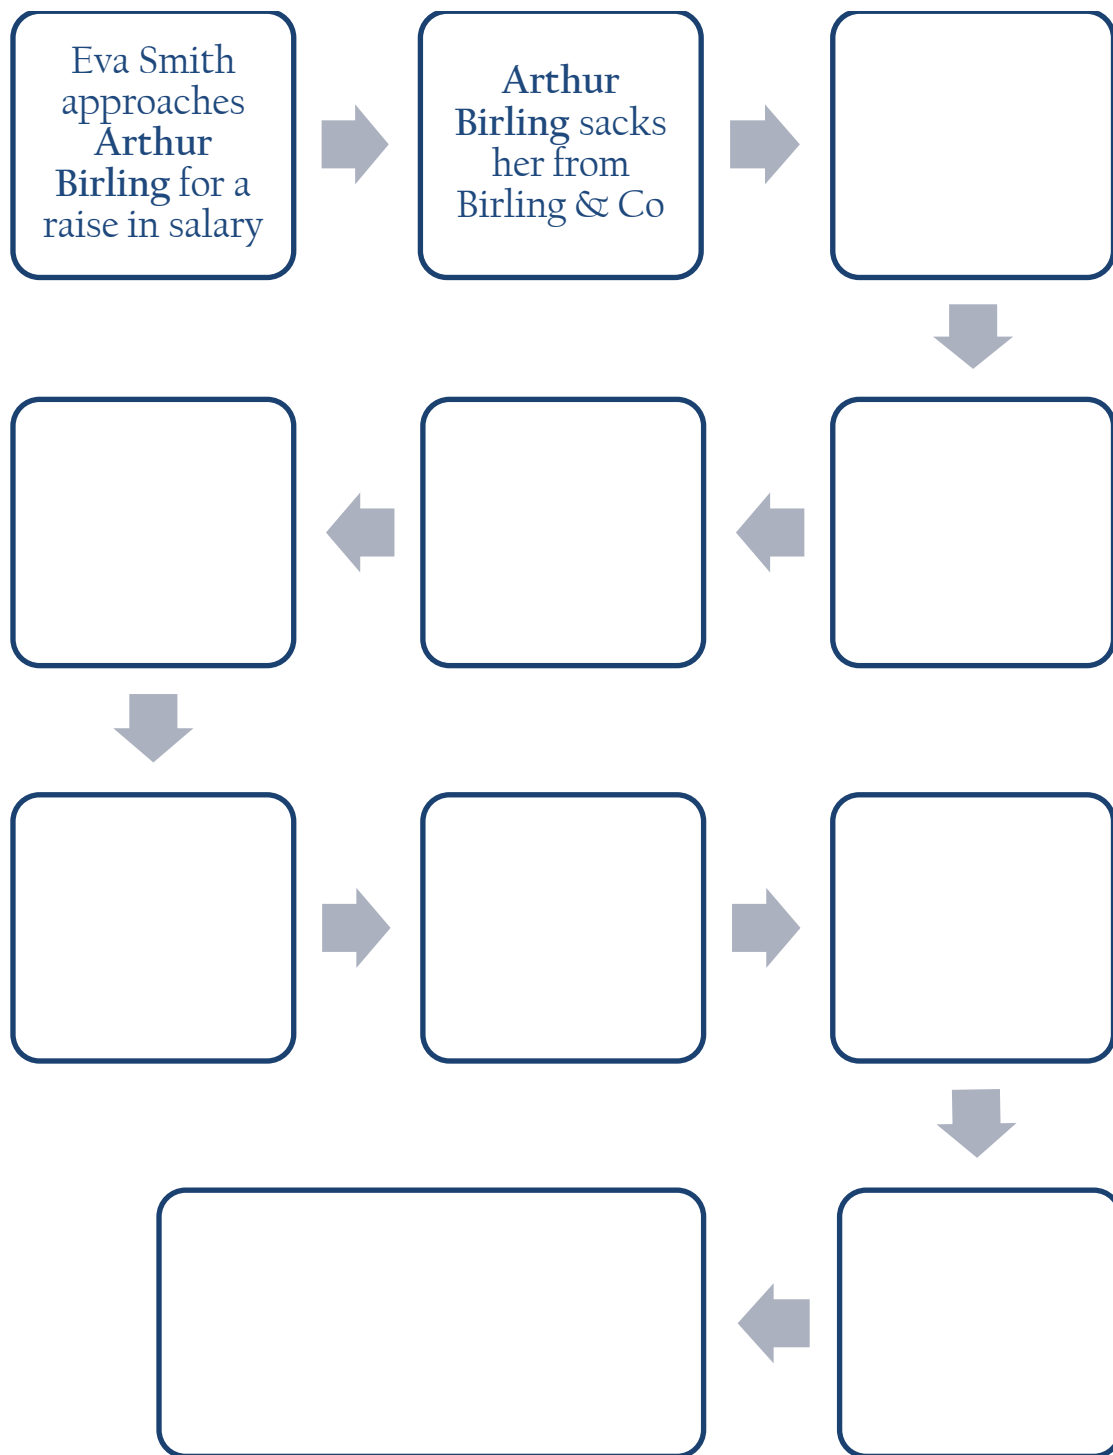 Eva Smith
approaches
Arthur
Birling for a
raise in salary
Arthur
Birling sacks
her from
Birling & Co